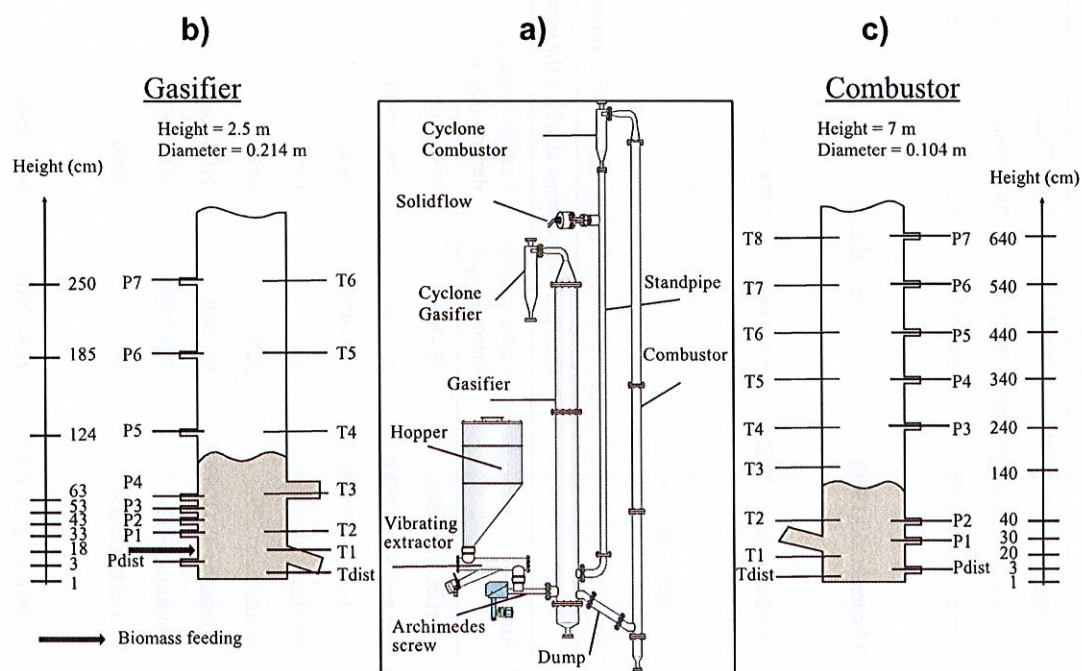 b)
Gasifier
Height = 2.5 m
Diameter = 0.214 m
Height (cm)
250
185
124
63
53
43
33
18
3
1
P7
P6
P5
P4
P3
P2
P1
Pdist
T6
T5
T4
T3
T2
T1
Tdist
Biomass feeding
a)
Cyclone
Combustor
Solidflow
Cyclone
Gasifier
Standpipe
Combustor
Gasifier
Hopper
Vibrating
extractor
Archimedes
screw
Dump
c)
Combustor
Height = 7 m
Diameter = 0.104 m
Height (cm)
T8
T7
T6
T5
T4
T3
T2
T1
Tdist
P7
P6
P5
P4
P3
P2
P1
Pdist
640
540
440
340
240
140
40
30
20
3
1